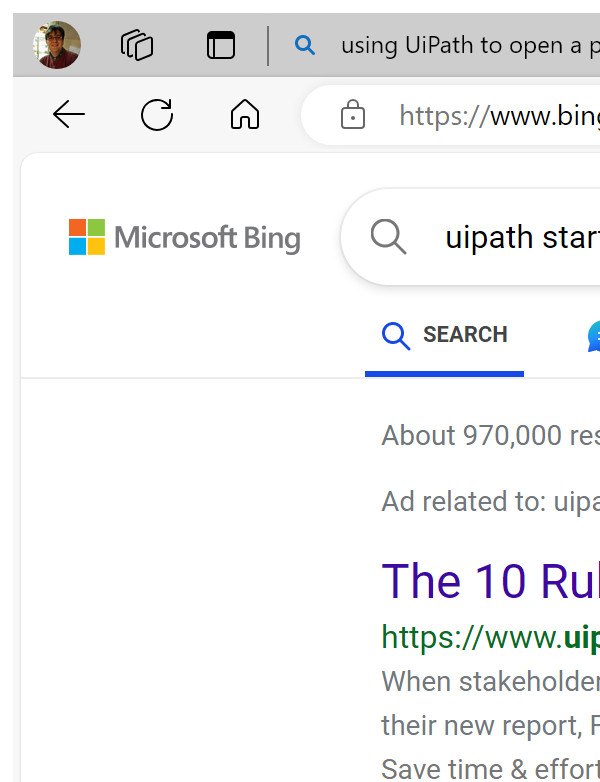 using UiPath to open a p
https://www.bing
Microsoft Bing
uipath start
SEARCH
About 970,000 res
Ad related to: uipa
The 10 Rul
https://www.uip
When stakeholder
their new report, F
Save time & effort